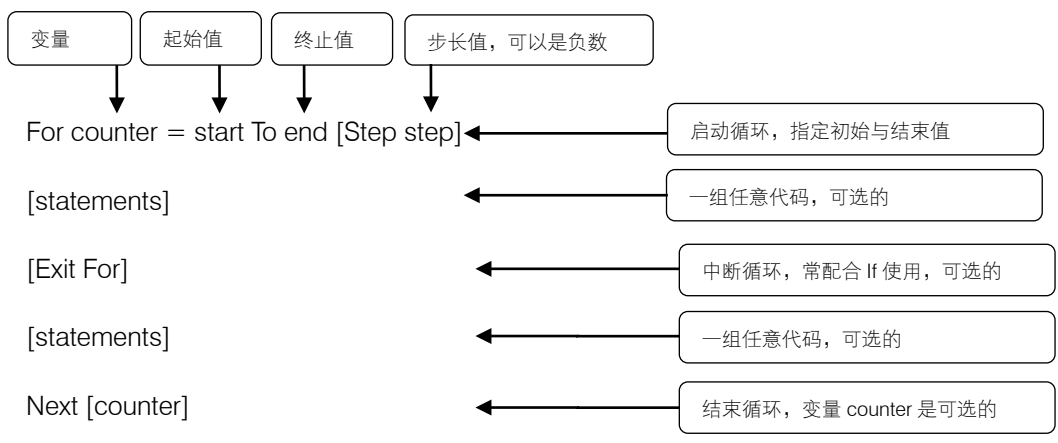 变量
起始值
终止值
步长值，可以是负数
For counter = start To end [Step step]
启动循环，指定初始与结束值
[statements]
一组任意代码，可选的
[Exit For]
中断循环，常配合 If 使用，可选的
[statements]
一组任意代码，可选的
Next [counter]
结束循环，变量 counter 是可选的